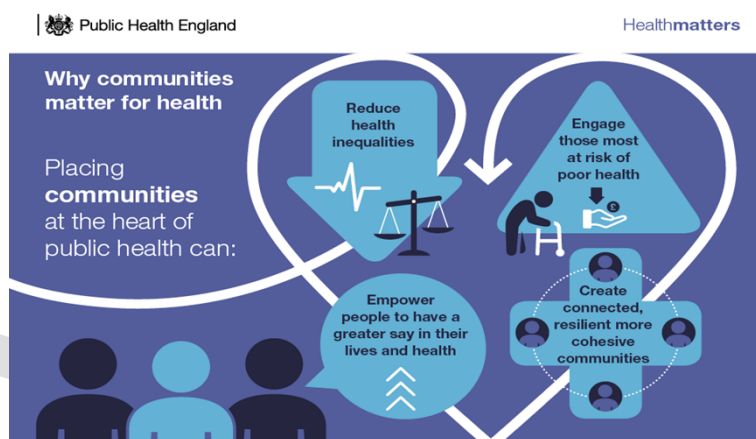 Public Health England
Healthmatters
Why communities
matter for health
Placing
communities
at the heart of
public health can:
Reduce
health
inequalities
Engage
those most
at risk of
poor health
£
Empower
people to have a
greater say in their
lives and health
Create
connected,
resilient more
cohesive
communities